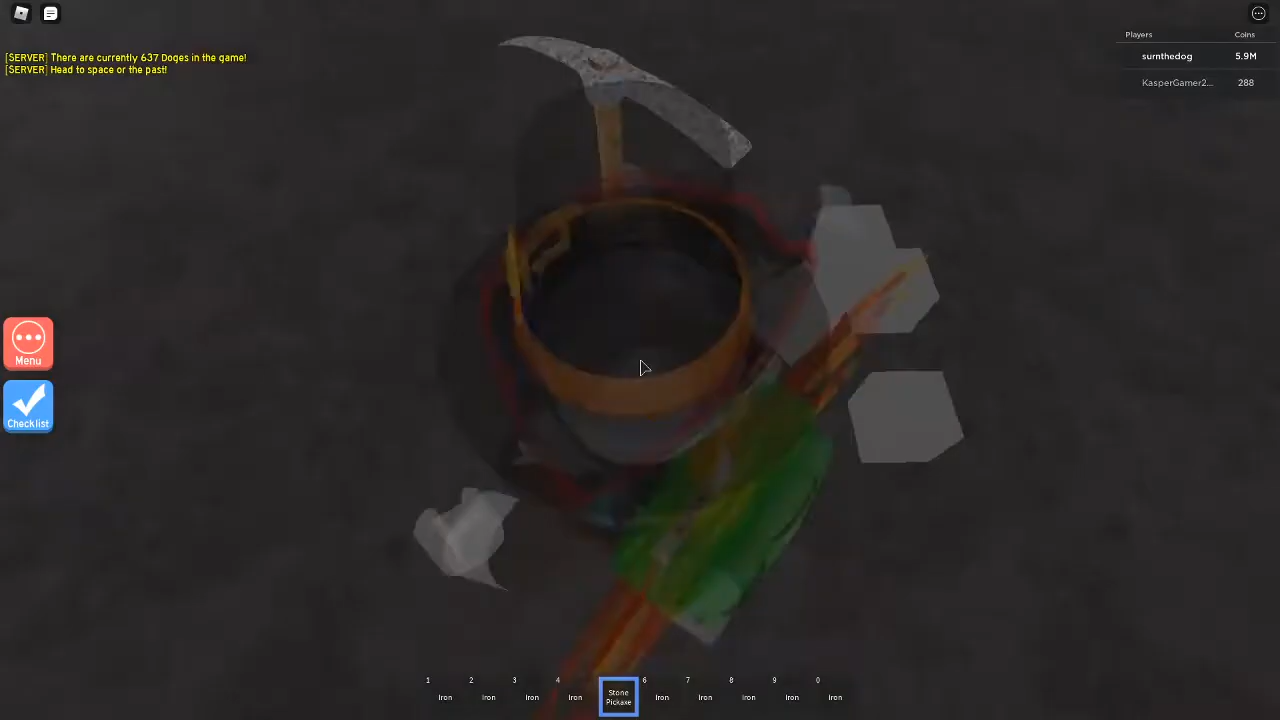 [SERVER] There are currently 637 Doges in the game!
[SERVER] Head to space or the past!
Players Coins
surnthedog 5.9M
KasperGamer2... 288
Menu
Checklist
1 2 3 4 6 7 8 9 0
Iron Iron Iron Iron Stone Pickaxe Iron Iron Iron Iron Iron